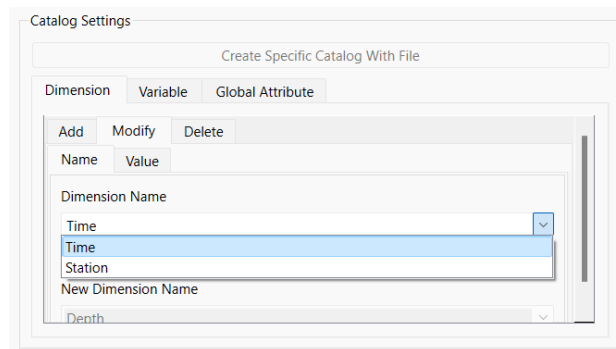 Catalog Settings
Create Specific Catalog With File
Dimension Variable Global Attribute
Add Modify Delete
Name Value
Dimension Name
Time
Time
Station
New Dimension Name
Depth